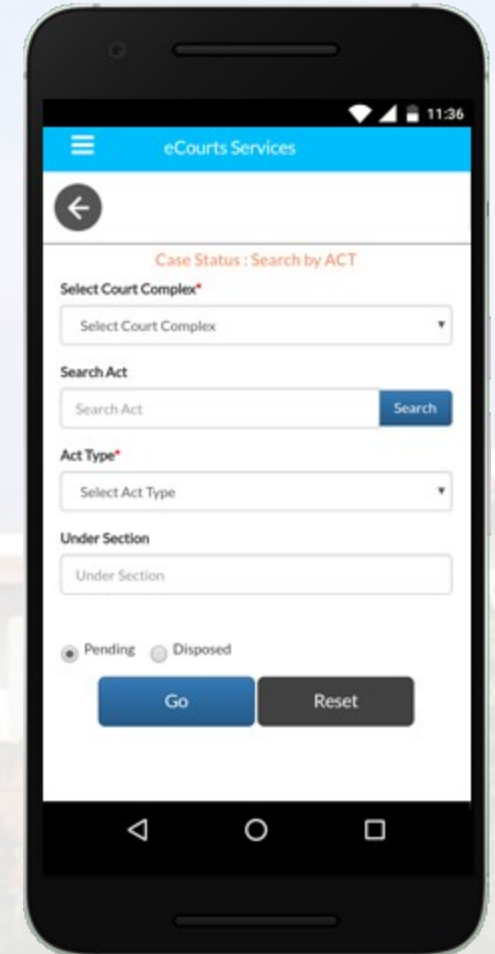 11:36
eCourts Services
Case Status : Search by ACT
Select Court Complex*
Select Court Complex
Search Act
Search Act Search
Act Type*
Select Act Type
Under Section
Under Section
Pending Disposed
Go Reset